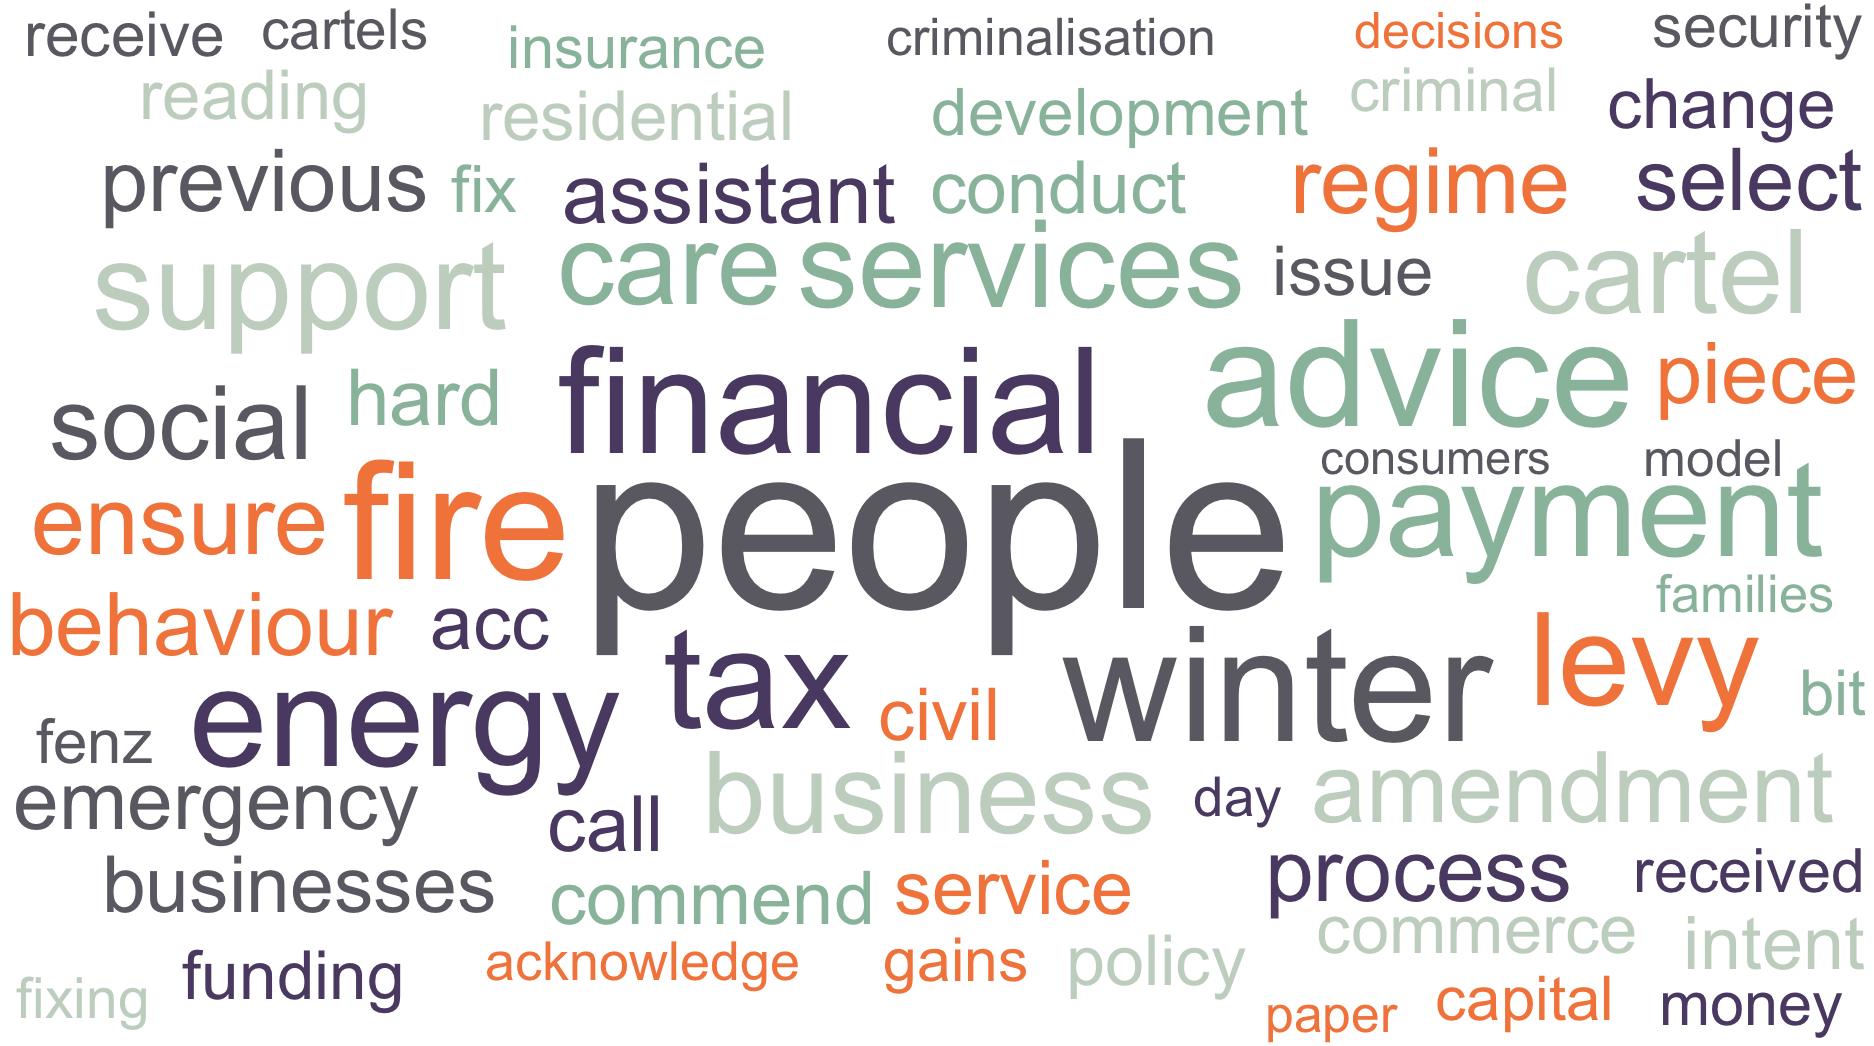 receive cartels insurance criminalisation decisions security
reading residential development criminal change
previous fix assistant conduct regime select
support care services issue cartel
social hard financial advice piece
consumers model
ensure fire people payment
families
behaviour acc tax winter levy
fenz energy civil bit
emergency call business day amendment
businesses commend service process received
commerce intent
fixing funding acknowledge gains policy
paper capital money